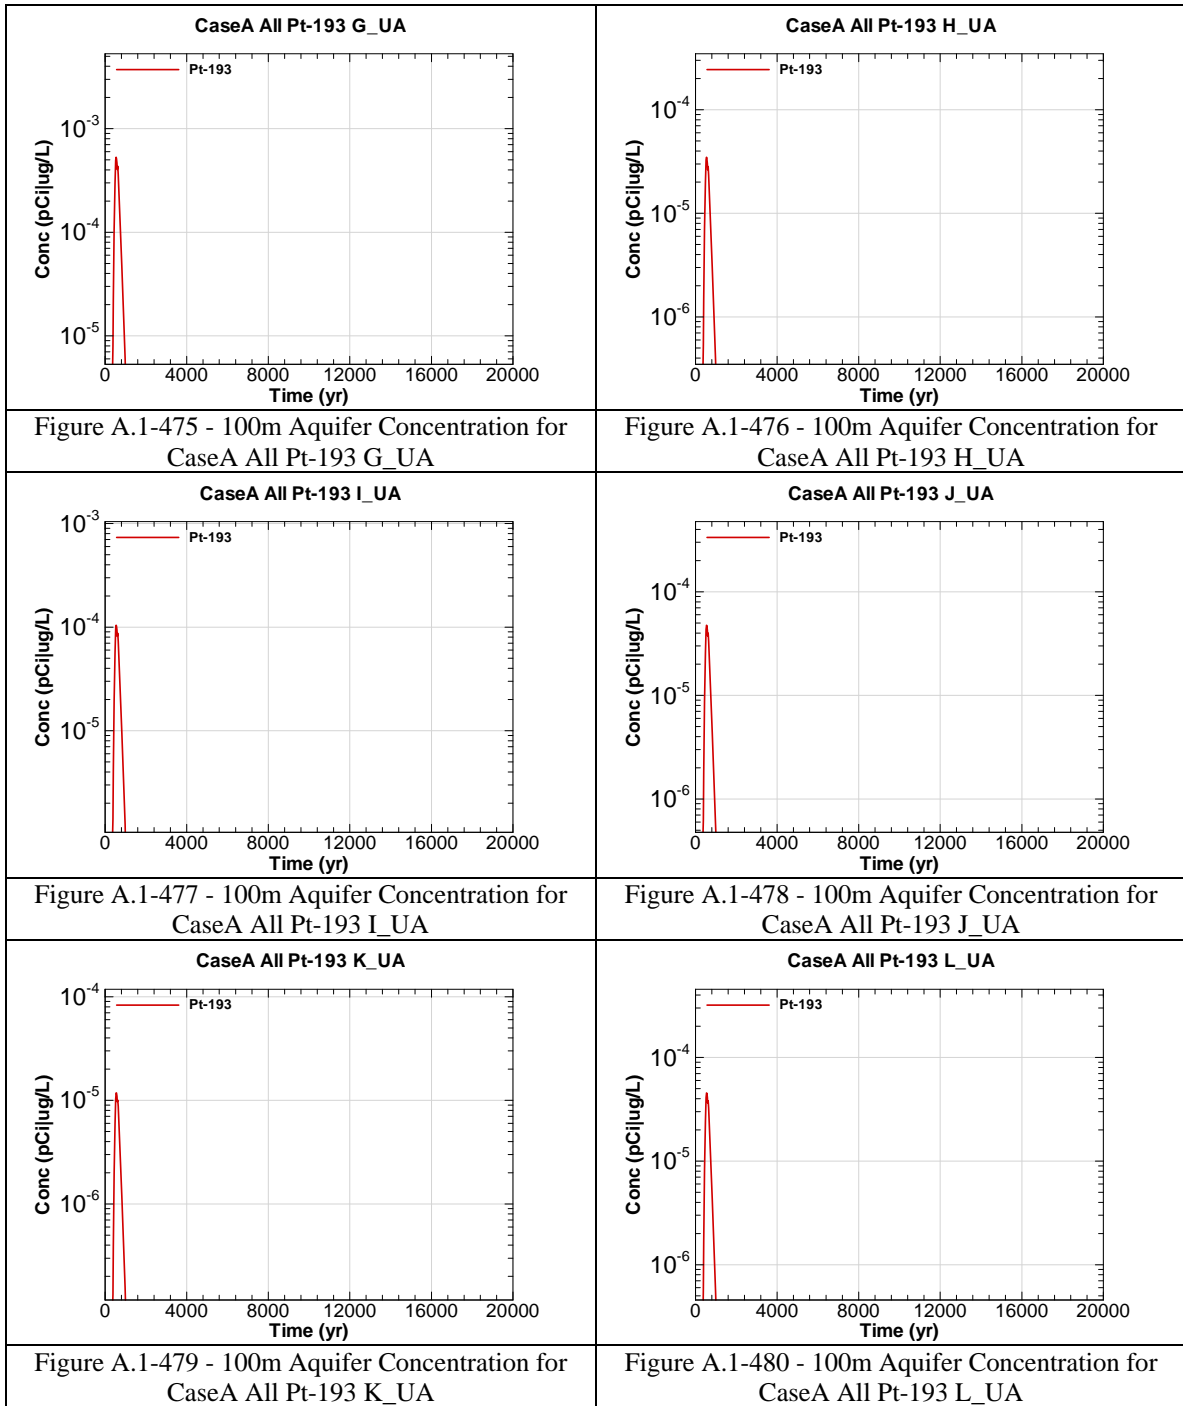 CaseA All Pt-193 G_UA
Pt-193
Conc (pCi|ug/L)
10-3
10-4
10-5
0 4000 8000 12000 16000 20000
Time (yr)
Figure A.1-475 - 100m Aquifer Concentration for
CaseA All Pt-193 G_UA
CaseA All Pt-193 H_UA
Pt-193
Conc (pCi|ug/L)
10-4
10-5
10-6
0 4000 8000 12000 16000 20000
Time (yr)
Figure A.1-476 - 100m Aquifer Concentration for
CaseA All Pt-193 H_UA
CaseA All Pt-193 I_UA
Pt-193
Conc (pCi|ug/L)
10-3
10-4
10-5
0 4000 8000 12000 16000 20000
Time (yr)
Figure A.1-477 - 100m Aquifer Concentration for
CaseA All Pt-193 I_UA
CaseA All Pt-193 J_UA
Pt-193
Conc (pCi|ug/L)
10-4
10-5
10-6
0 4000 8000 12000 16000 20000
Time (yr)
Figure A.1-478 - 100m Aquifer Concentration for
CaseA All Pt-193 J_UA
CaseA All Pt-193 K_UA
Pt-193
Conc (pCi|ug/L)
10-4
10-5
10-6
0 4000 8000 12000 16000 20000
Time (yr)
Figure A.1-479 - 100m Aquifer Concentration for
CaseA All Pt-193 K_UA
CaseA All Pt-193 L_UA
Pt-193
Conc (pCi|ug/L)
10-4
10-5
10-6
0 4000 8000 12000 16000 20000
Time (yr)
Figure A.1-480 - 100m Aquifer Concentration for
CaseA All Pt-193 L_UA